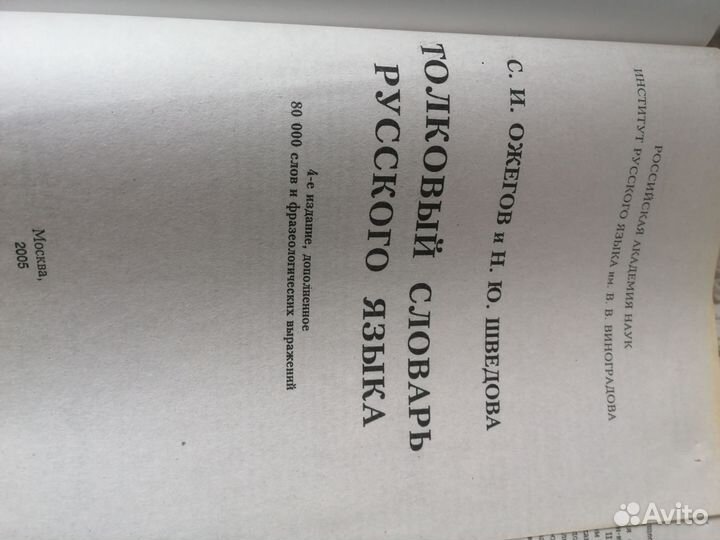 РОССИЙСКАЯ АКАДЕМИЯ НАУК
ИНСТИТУТ РУССКОГО ЯЗЫКА им. В. В. ВИНОГРАДОВА
С. И. ОЖЕГОВ и Н. Ю. ШВЕДОВА
ТОЛКОВЫЙ СЛОВАРЬ
РУССКОГО ЯЗЫКА
4-е издание, дополненное
80 000 слов и фразеологических выражений
Москва,
2005
Avito